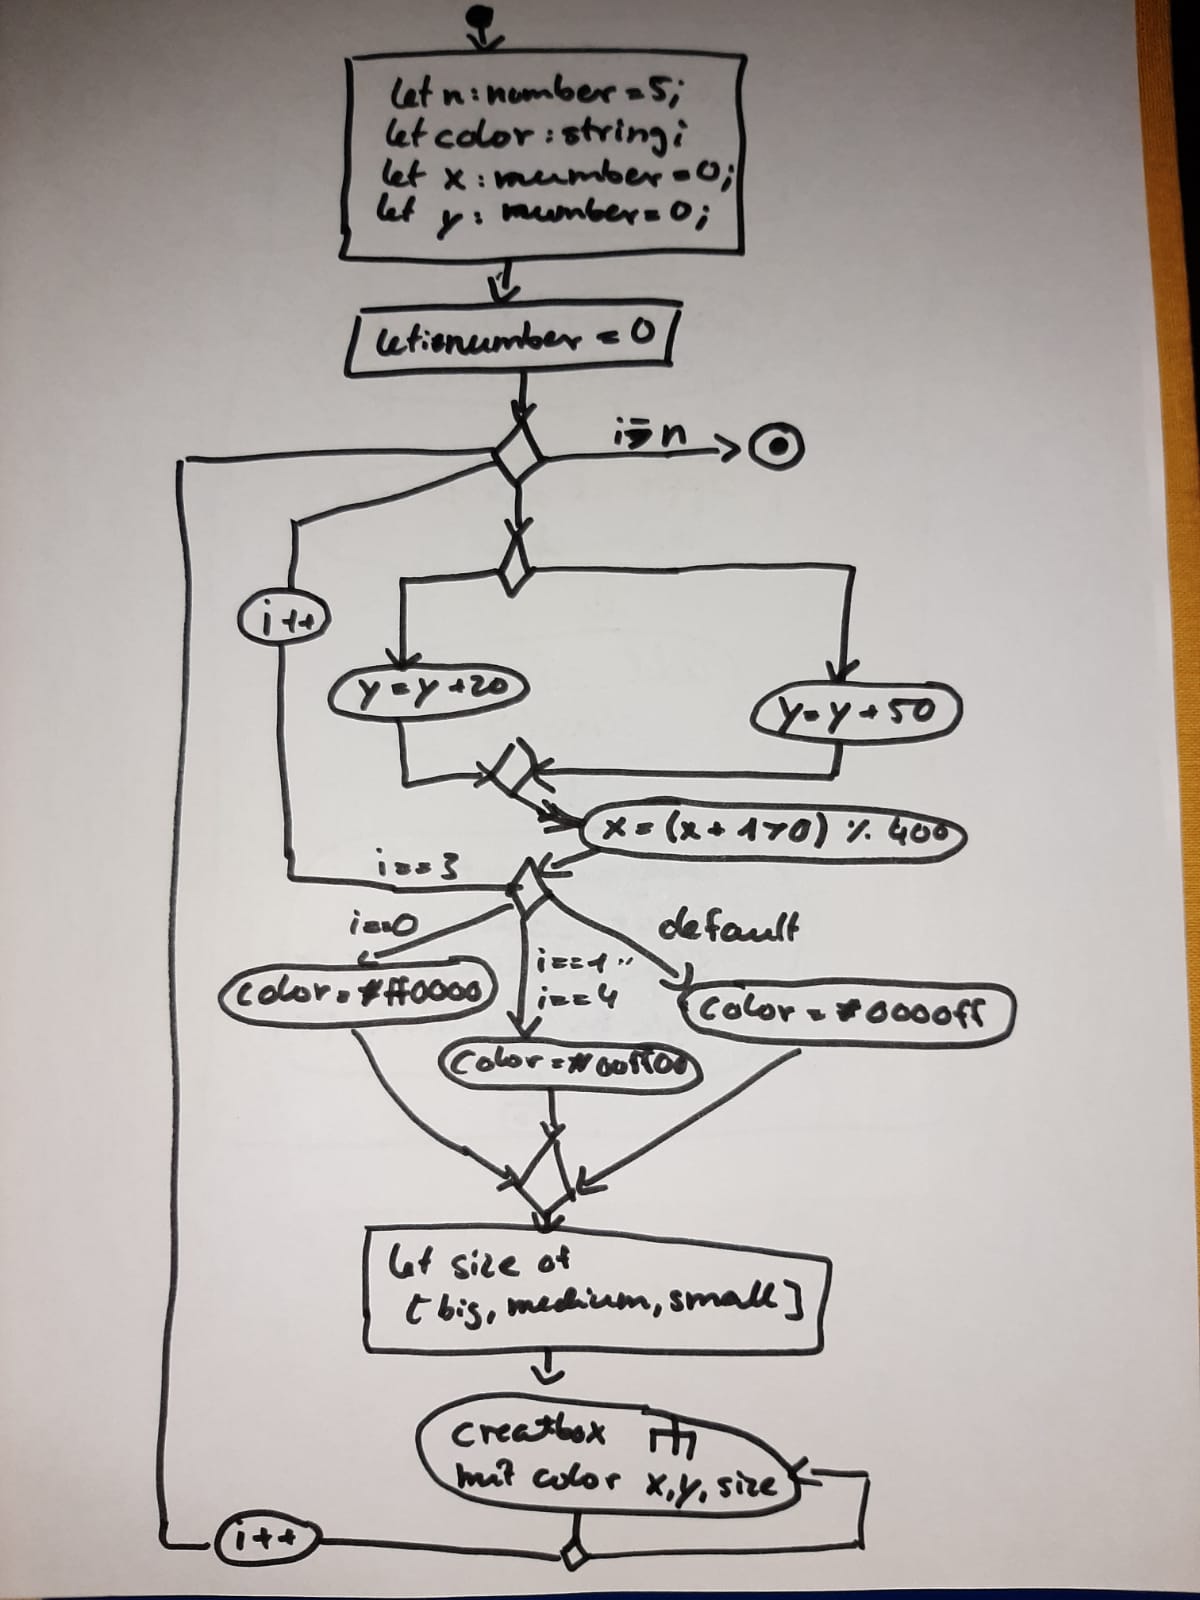 let n: number = 5;
let color: string;
let x: number = 0;
let y: number = 0;
let i: number = 0
i >= n
i++
y = y + 20
y = y + 50
x = (x + 170) % 400
i == 3
i == 0
default
i == 1
i == 4
color = #ff0000
color = #0000ff
color = #00ff00
let size of
[big, medium, small]
creatbox
mit color x, y, size
i++